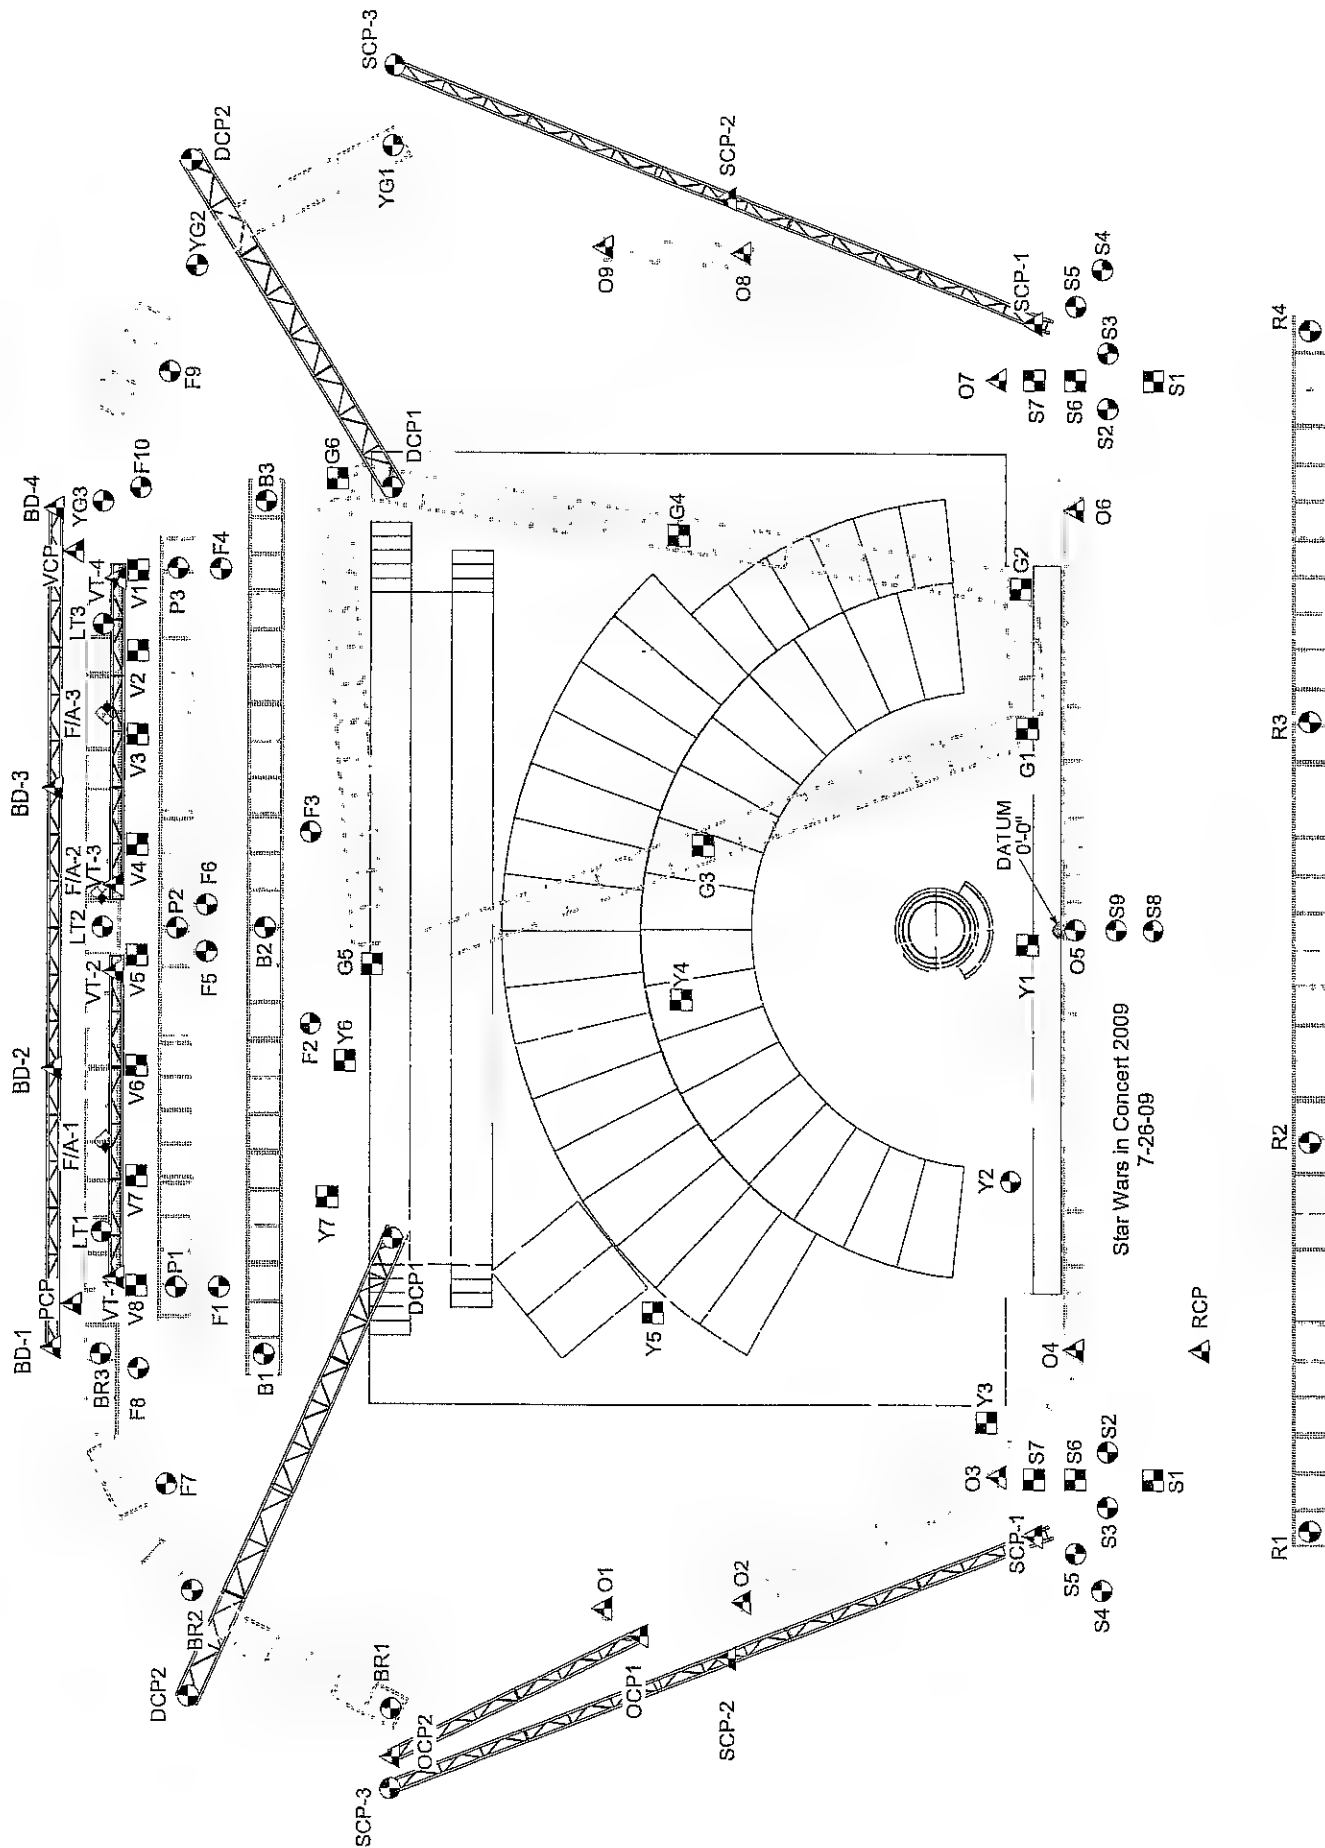 BD-1
BD-2
BD-3
BD-4
PCP
F/A-1
F/A-2
F/A-3
VCP
YG3
BR3
LT1
LT2
LT3
VT-1
VT-2
VT-3
VT-4
F8
V8
V7
V6
V5
V4
V3
V2
V1
F10
F7
P1
P2
P3
F9
F1
F5
F6
F4
DCP2
BR2
YG2
DCP2
B1
B2
B3
F2
F3
Y7
Y6
G5
G6
SCP-3
BR1
DCP1
DCP1
YG1
SCP-3
OCP2
O1
OCP1
O2
SCP-2
Y5
Y4
G3
G4
O9
O8
SCP-2
Y3
Y2
Y1
G1
G2
DATUM
0'-0"
O3
S7
S6
S2
S1
S3
S5
S4
SCP-1
O4
O5
S9
S8
O6
O7
S7
S6
S2
S1
S3
S5
S4
SCP-1
Star Wars in Concert 2009
7-26-09
RCP
R1
R2
R3
R4